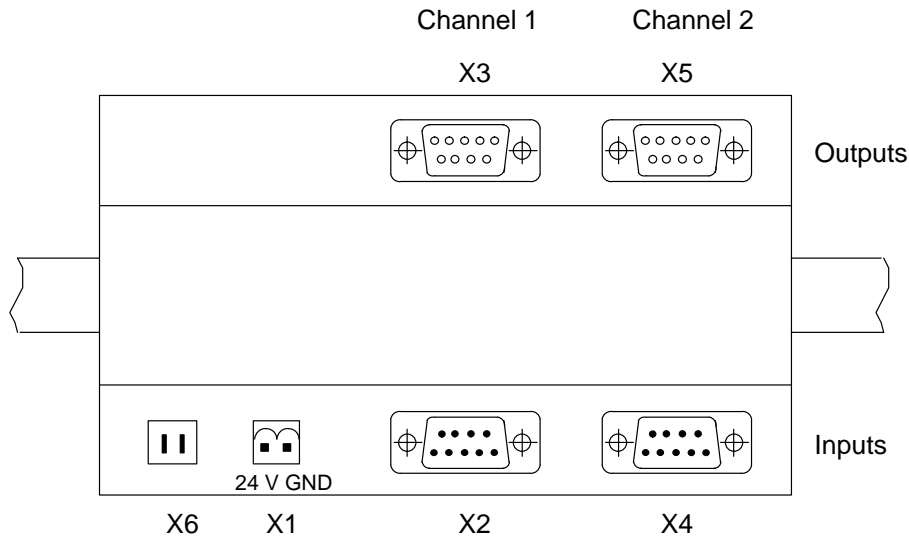 Channel 1 Channel 2
X3 X5
Outputs
Inputs
24 V GND
X6 X1 X2 X4